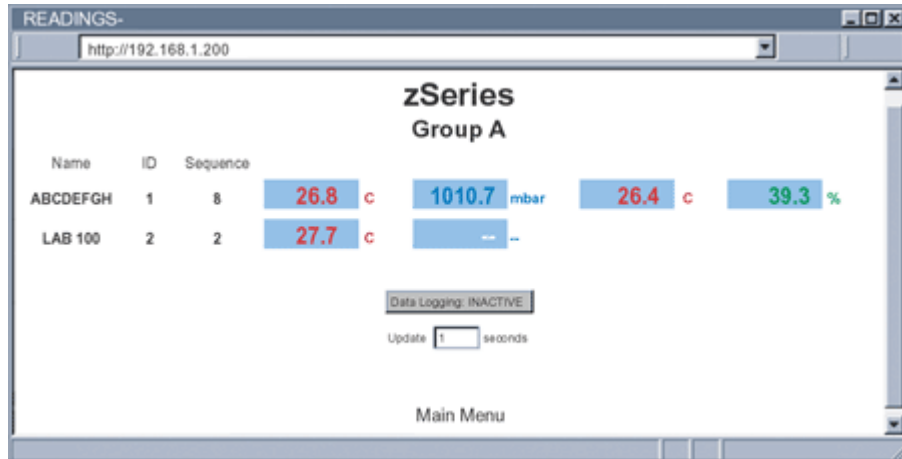 READINGS-
http://192.168.1.200
zSeries
Group A
Name ID Sequence
ABCDEFGH 1 8 26.8 C 1010.7 mbar 26.4 C 39.3 %
LAB 100 2 2 27.7 C -- --
Data Logging: INACTIVE
Update 1 seconds
Main Menu